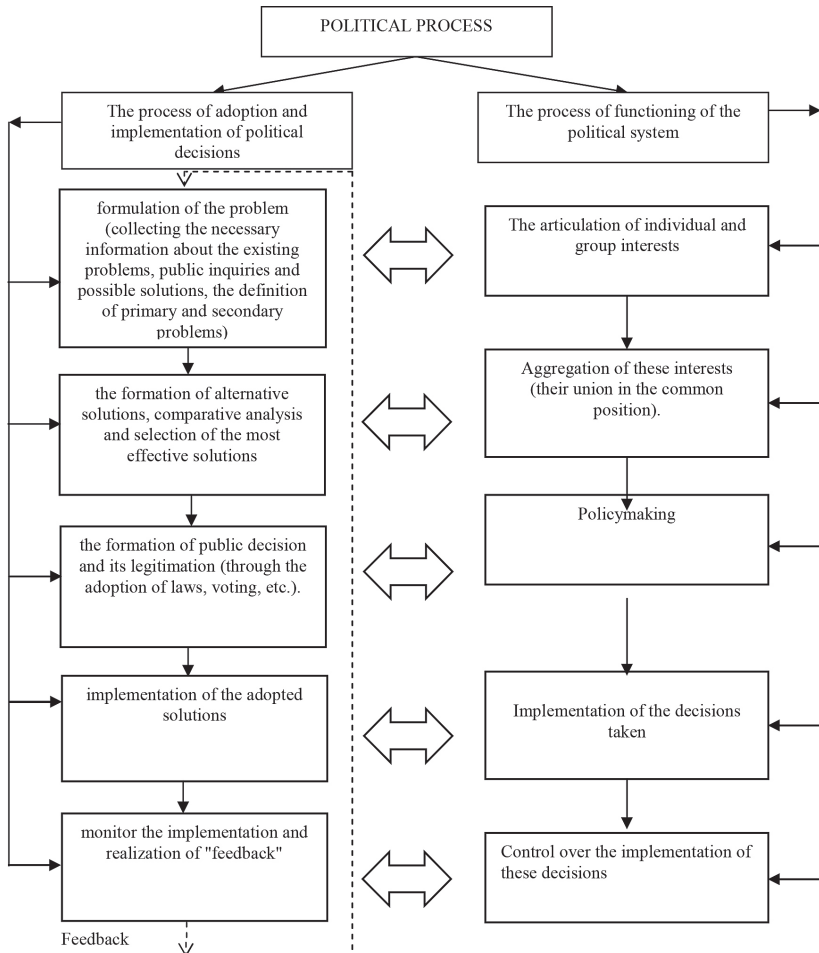 POLITICAL PROCESS
The process of adoption and
implementation of political
decisions
The process of functioning of the
political system
formulation of the problem
(collecting the necessary
information about the existing
problems, public inquiries and
possible solutions, the definition
of primary and secondary
problems)
The articulation of individual and
group interests
the formation of alternative
solutions, comparative analysis
and selection of the most
effective solutions
Aggregation of these interests
(their union in the common
position).
the formation of public decision
and its legitimation (through the
adoption of laws, voting, etc.).
Policymaking
implementation of the adopted
solutions
Implementation of the decisions
taken
monitor the implementation and
realization of "feedback"
Control over the implementation of
these decisions
Feedback